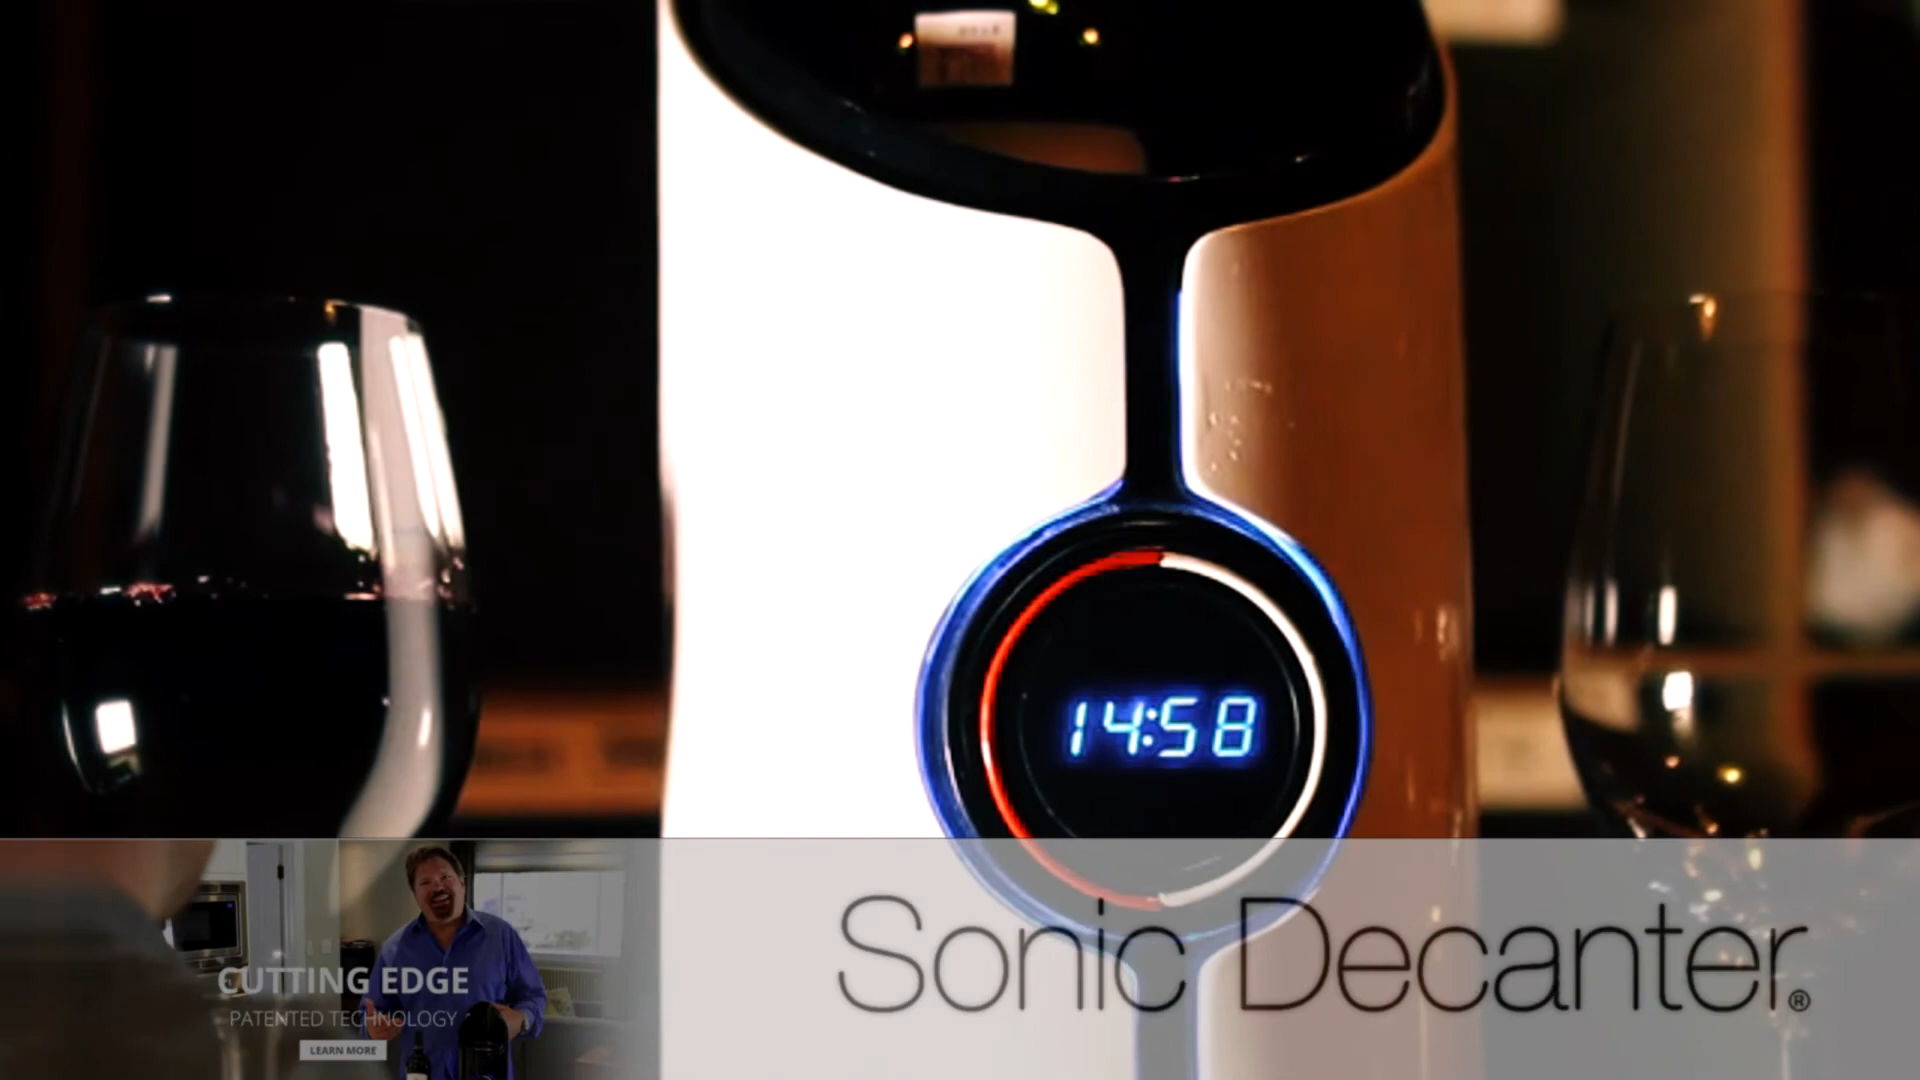 14:58
CUTTING EDGE
PATENTED TECHNOLOGY
LEARN MORE
Sonic Decanter®